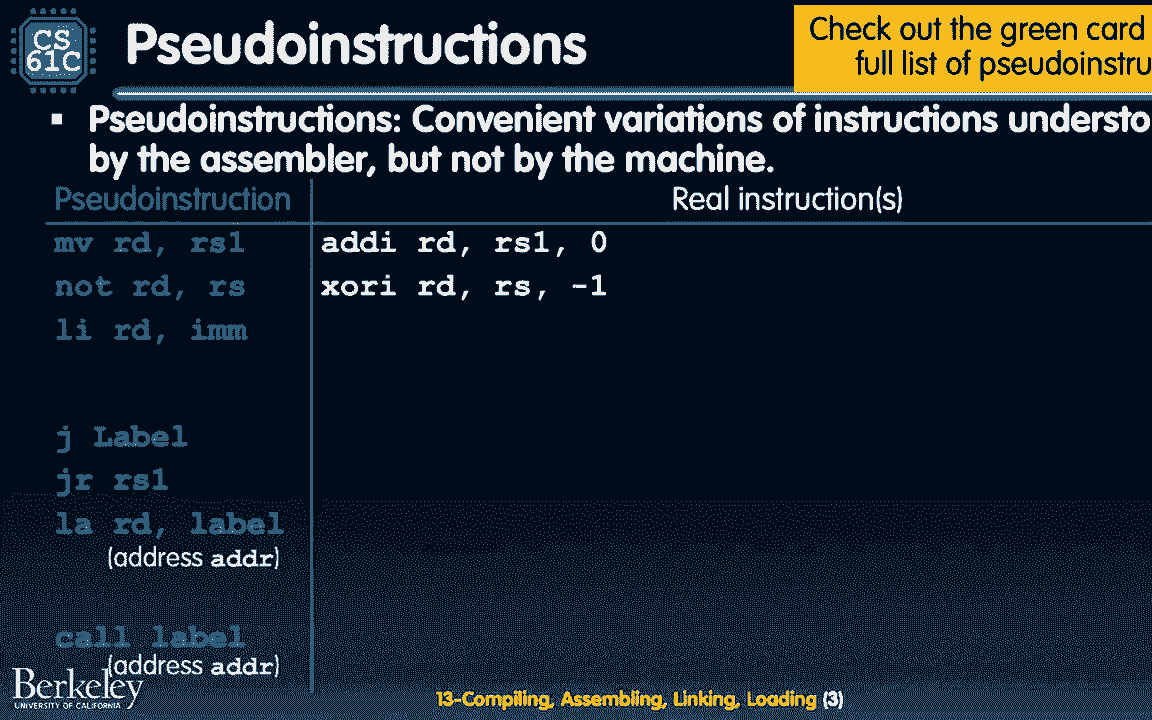 CS
61C
Pseudoinstructions
Check out the green card
full list of pseudoinstru
▪ Pseudoinstructions: Convenient variations of instructions understo
by the assembler, but not by the machine.
Pseudoinstruction Real instruction(s)
mv rd, rs1 addi rd, rs1, 0
not rd, rs xori rd, rs, -1
li rd, imm
j Label
jr rs1
la rd, label
(address addr)
call label
(address addr)
Berkeley
UNIVERSITY OF CALIFORNIA
13-Compiling, Assembling, Linking, Loading (3)